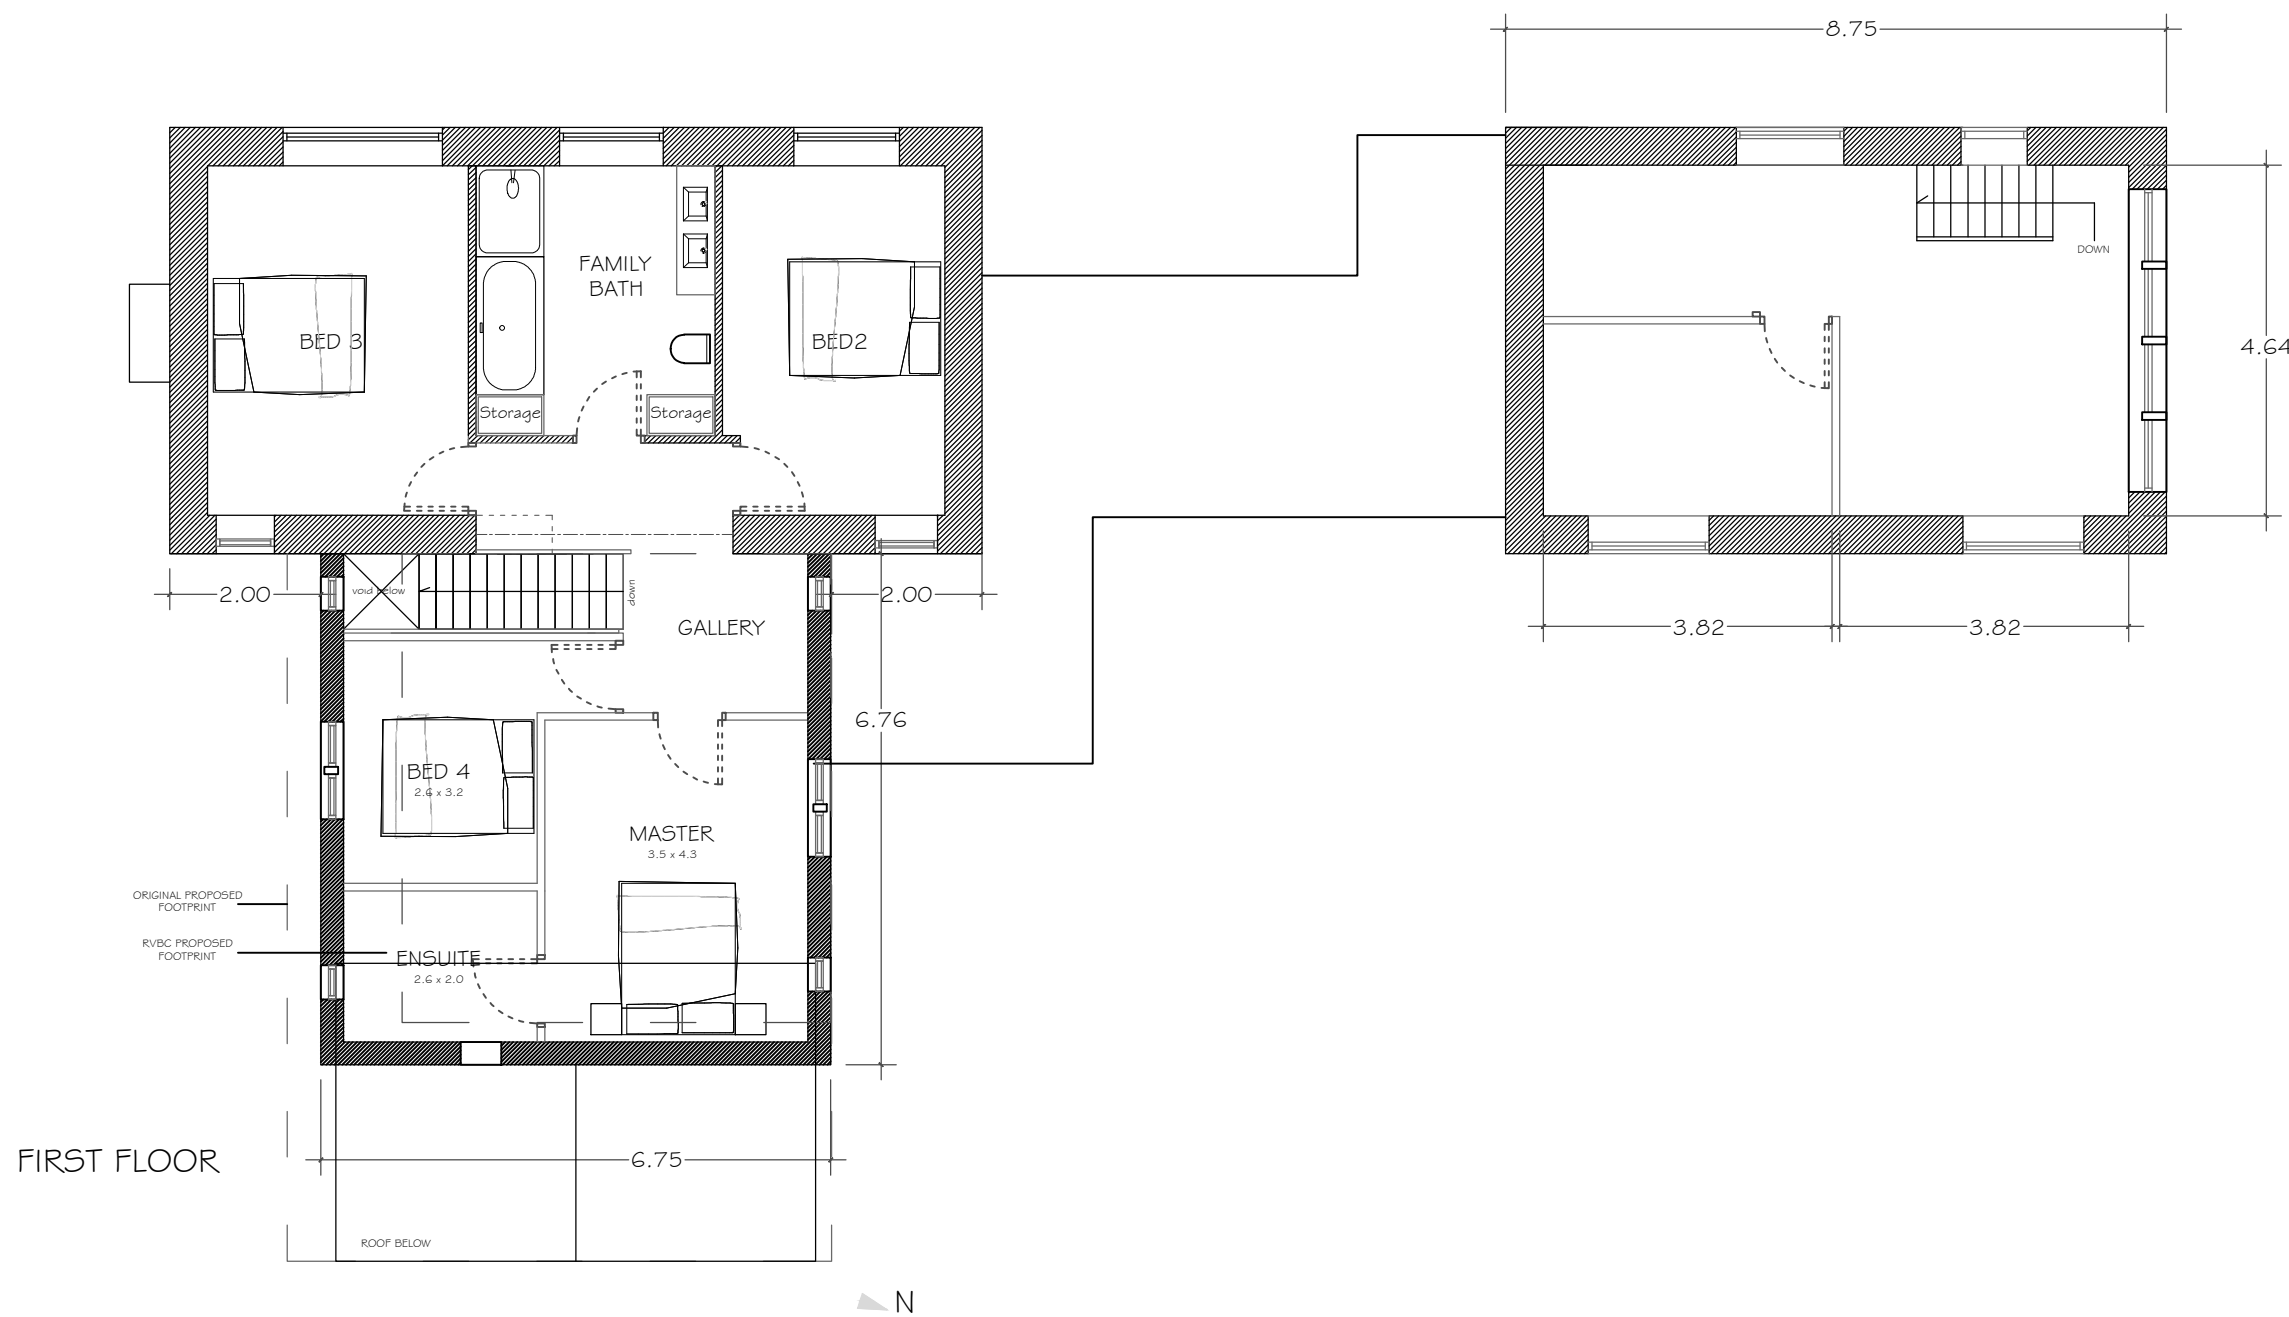 8.75
FAMILY
BATH
BED 3
BED2
Storage
Storage
DOWN
4.64
2.00
void below
down
2.00
GALLERY
3.82
3.82
6.76
BED 4
2.6 x 3.2
MASTER
3.5 x 4.3
ORIGINAL PROPOSED
FOOTPRINT
RVBC PROPOSED
FOOTPRINT
ENSUITE
2.6 x 2.0
FIRST FLOOR
6.75
ROOF BELOW
N